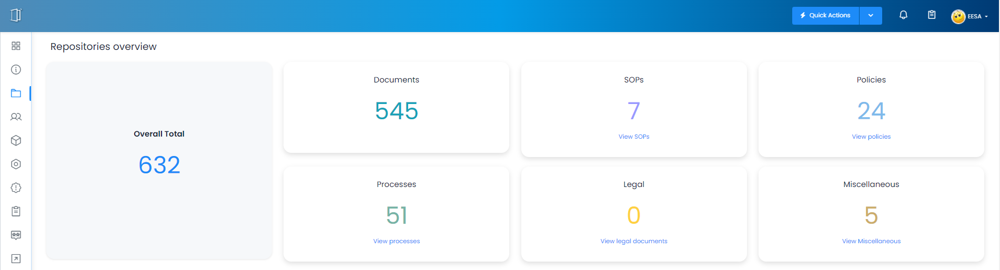 Quick Actions
EESA
Repositories overview
Overall Total
632
Documents
545
SOPs
7
View SOPs
Policies
24
View policies
Processes
51
View processes
Legal
0
View legal documents
Miscellaneous
5
View Miscellaneous